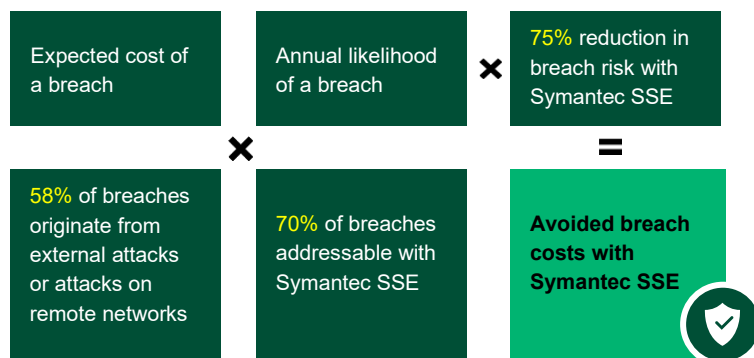 Expected cost of
a breach
Annual likelihood
of a breach
×
75% reduction in
breach risk with
Symantec SSE
×
=
58% of breaches
originate from
external attacks
or attacks on
remote networks
70% of breaches
addressable with
Symantec SSE
Avoided breach
costs with
Symantec SSE